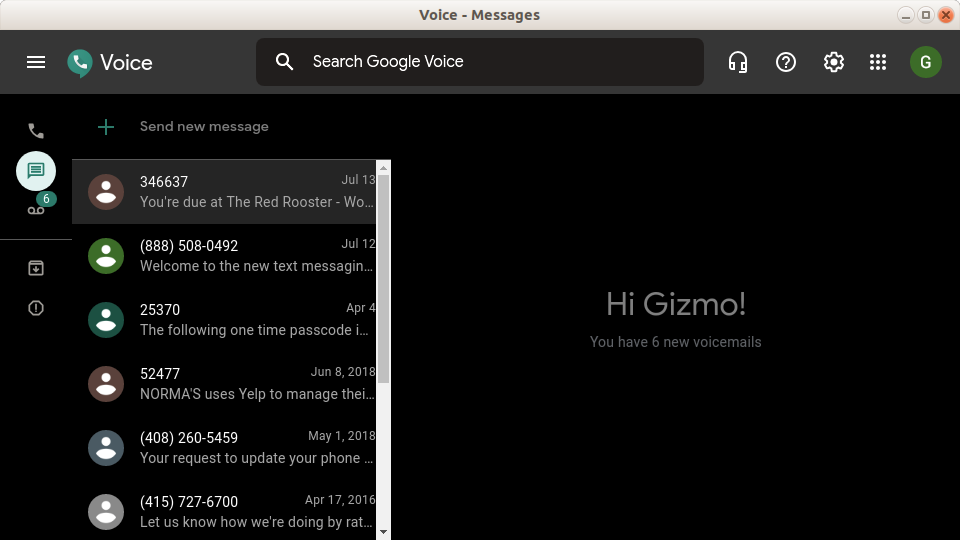 Voice - Messages
Voice
Search Google Voice
G
Send new message
6
346637
Jul 13
You're due at The Red Rooster - Wo...
(888) 508-0492
Jul 12
Welcome to the new text messagin...
25370
Apr 4
The following one time passcode i...
52477
Jun 8, 2018
NORMA'S uses Yelp to manage thei...
(408) 260-5459
May 1, 2018
Your request to update your phone ...
(415) 727-6700
Apr 17, 2016
Let us know how we're doing by rat...
Hi Gizmo!
You have 6 new voicemails